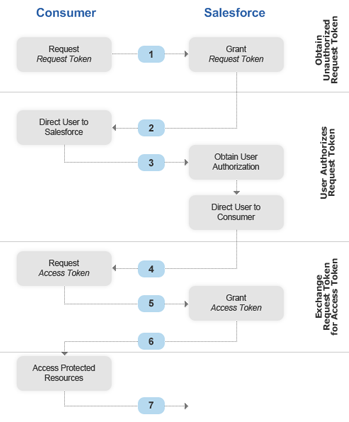 Consumer
Salesforce
Request
Request Token
1
Grant
Request Token
Obtain
Unauthorized
Request Token
Direct User to
Salesforce
2
3
Obtain User
Authorization
User Authorizes
Request Token
Direct User to
Consumer
Request
Access Token
4
5
Grant
Access Token
Exchange
Request Token
for Access Token
6
Access Protected
Resources
7